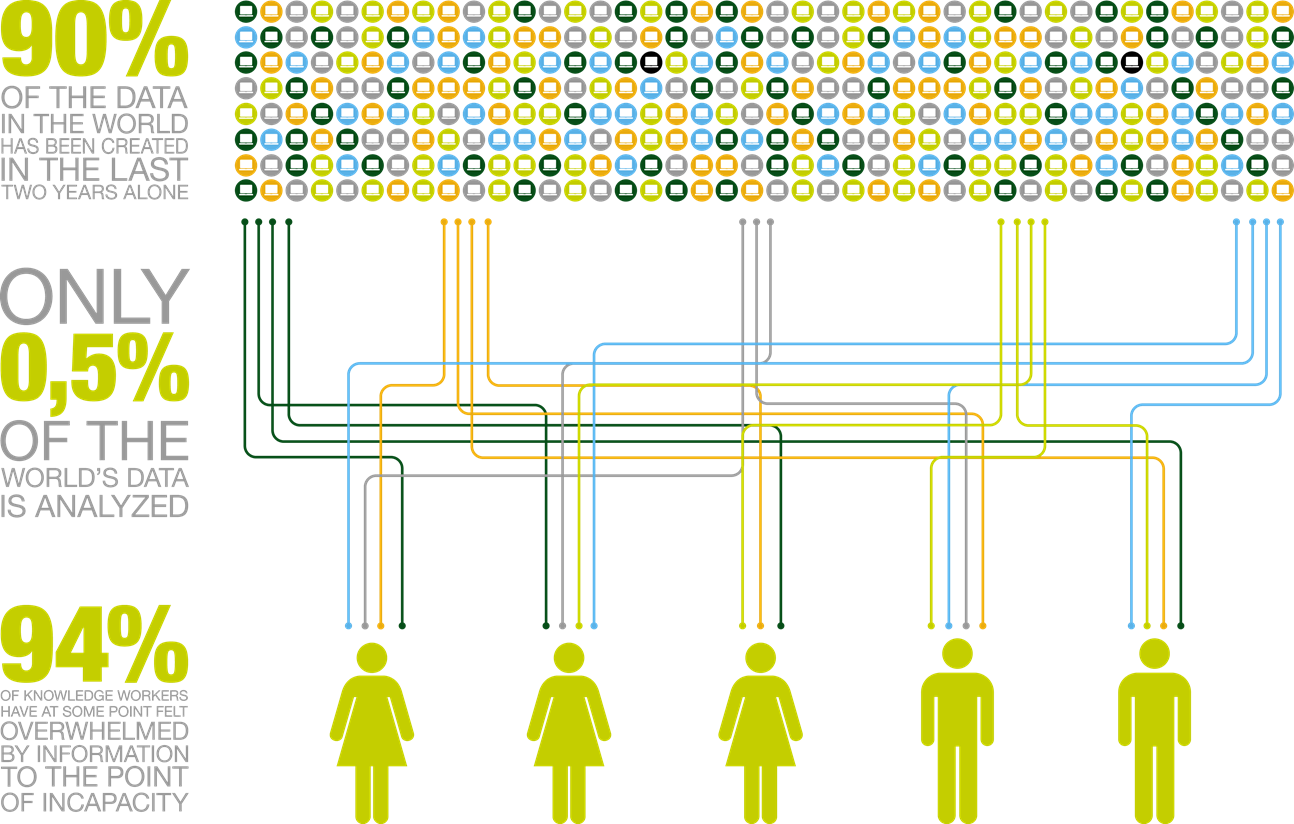 90%
OF THE DATA
IN THE WORLD
HAS BEEN CREATED
IN THE LAST
TWO YEARS ALONE
ONLY
0,5%
OF THE
WORLD'S DATA
IS ANALYZED
94%
OF KNOWLEDGE WORKERS
HAVE AT SOME POINT FELT
OVERWHELMED
BY INFORMATION
TO THE POINT
OF INCAPACITY